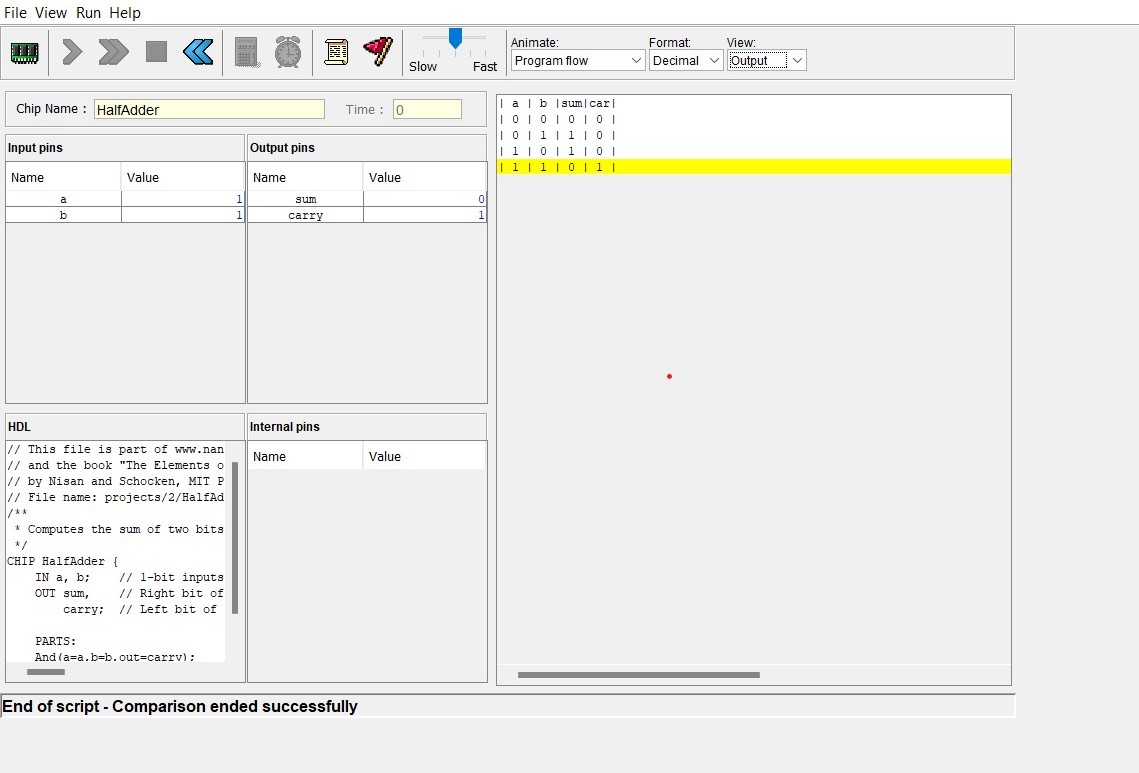 File View Run Help
Animate: Format: View:
Slow Fast Program flow Decimal Output
Chip Name : HalfAdder Time : 0
Input pins
Name Value
a 1
b 1
Output pins
Name Value
sum 0
carry 1
| a | b |sum|car|
| 0 | 0 | 0 | 0 |
| 0 | 1 | 1 | 0 |
| 1 | 0 | 1 | 0 |
| 1 | 1 | 0 | 1 |
HDL
// This file is part of www.nan
// and the book "The Elements o
// by Nisan and Schocken, MIT P
// File name: projects/2/HalfAd
/**
* Computes the sum of two bits
*/
CHIP HalfAdder {
IN a, b; // 1-bit inputs
OUT sum, // Right bit of
carry; // Left bit of
PARTS:
And(a=a,b=b,out=carry);
Internal pins
Name Value
End of script - Comparison ended successfully